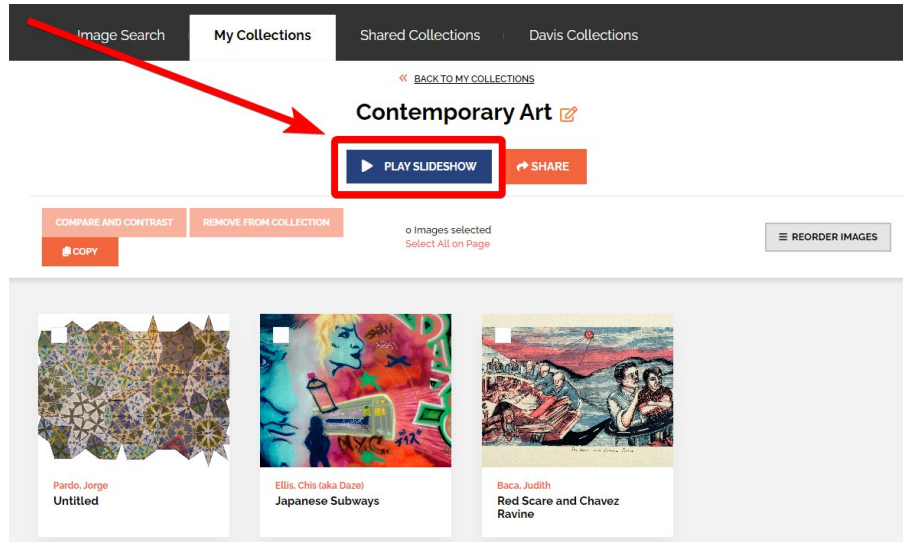 Image Search
My Collections
Shared Collections
Davis Collections
« BACK TO MY COLLECTIONS
Contemporary Art
PLAY SLIDESHOW
SHARE
COMPARE AND CONTRAST
REMOVE FROM COLLECTION
COPY
0 Images selected
Select All on Page
REORDER IMAGES
Pardo, Jorge
Untitled
Ellis, Chis (aka Daze)
Japanese Subways
Baca, Judith
Red Scare and Chavez
Ravine